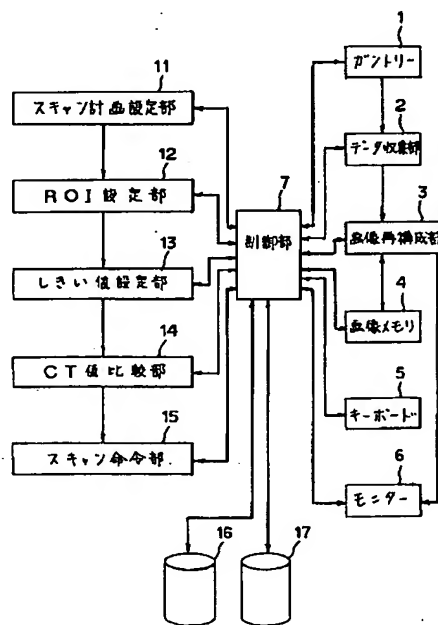 11
スキャン計画設定部
12
ROI設定部
13
しきい値設定部
14
CT値比較部
15
スキャン命令部
7
制御部
1
ガントリー
2
データ収集部
3
画像再構成部
4
画像メモリ
5
キーボード
6
モニター
16
17